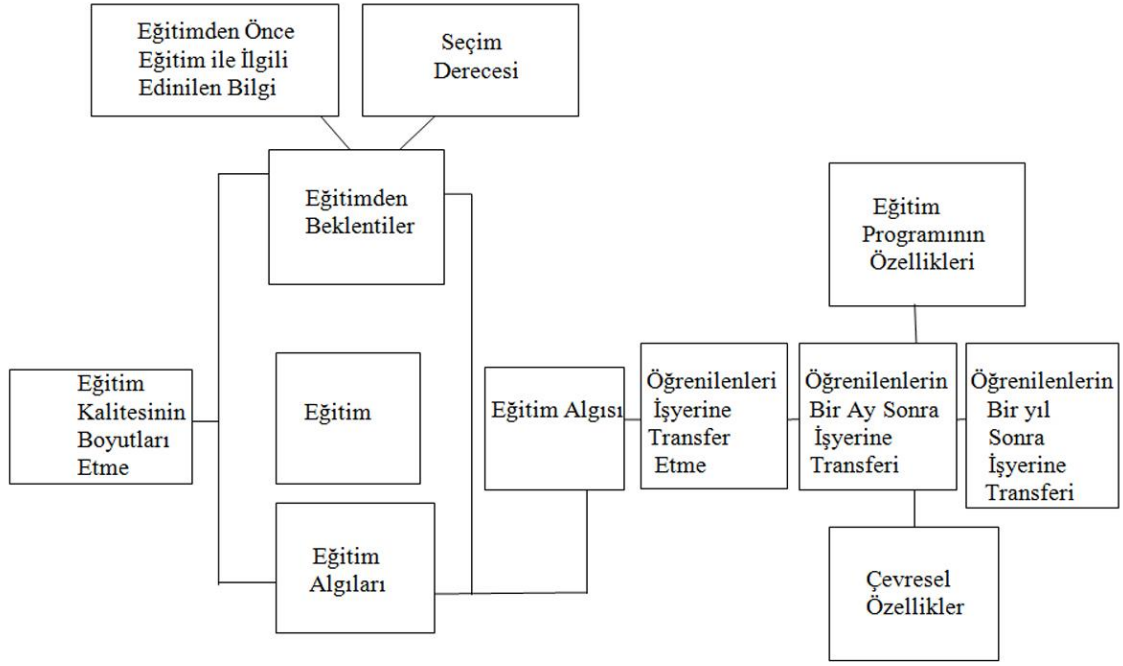 Eğitimden Önce
Eğitim ile İlgili
Edinilen Bilgi
Seçim
Derecesi
Eğitimden
Beklentiler
Eğitim
Programının
Özellikleri
Eğitim
Kalitesinin
Boyutları
Etme
Eğitim
Eğitim Algısı
Öğrenilenleri
İşyerine
Transfer
Etme
Öğrenilenlerin
Bir Ay Sonra
İşyerine
Transferi
Öğrenilenlerin
Bir yıl
Sonra
İşyerine
Transferi
Eğitim
Algıları
Çevresel
Özellikler